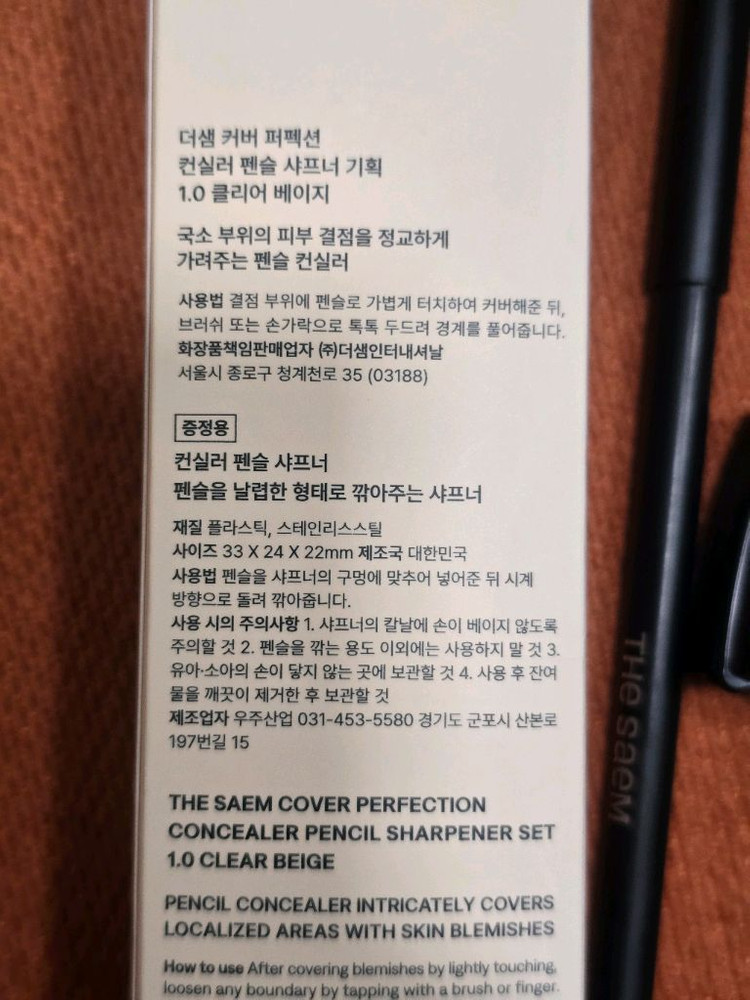 더샘 커버 퍼펙션
컨실러 펜슬 샤프너 기획
1.0 클리어 베이지
국소 부위의 피부 결점을 정교하게
가려주는 펜슬 컨실러
사용법 결점 부위에 펜슬로 가볍게 터치하여 커버해준 뒤,
브러쉬 또는 손가락으로 톡톡 두드려 경계를 풀어줍니다.
화장품책임판매업자 ㈜더샘인터내셔날
서울시 종로구 청계천로 35 (03188)
증정용
컨실러 펜슬 샤프너
펜슬을 날렵한 형태로 깎아주는 샤프너
재질 플라스틱, 스테인리스스틸
사이즈 33 X 24 X 22mm 제조국 대한민국
사용법 펜슬을 샤프너의 구멍에 맞추어 넣어준 뒤 시계
방향으로 돌려 깎아줍니다.
사용 시의 주의사항 1. 샤프너의 칼날에 손이 베이지 않도록
주의할 것 2. 펜슬을 깎는 용도 이외에는 사용하지 말 것 3.
유아·소아의 손이 닿지 않는 곳에 보관할 것 4. 사용 후 잔여
물을 깨끗이 제거한 후 보관할 것
제조업자 우주산업 031-453-5580 경기도 군포시 산본로
197번길 15
THE SAEM COVER PERFECTION
CONCEALER PENCIL SHARPENER SET
1.0 CLEAR BEIGE
PENCIL CONCEALER INTRICATELY COVERS
LOCALIZED AREAS WITH SKIN BLEMISHES
How to use After covering blemishes by lightly touching,
loosen any boundary by tapping with a brush or finger.
THE SAEM